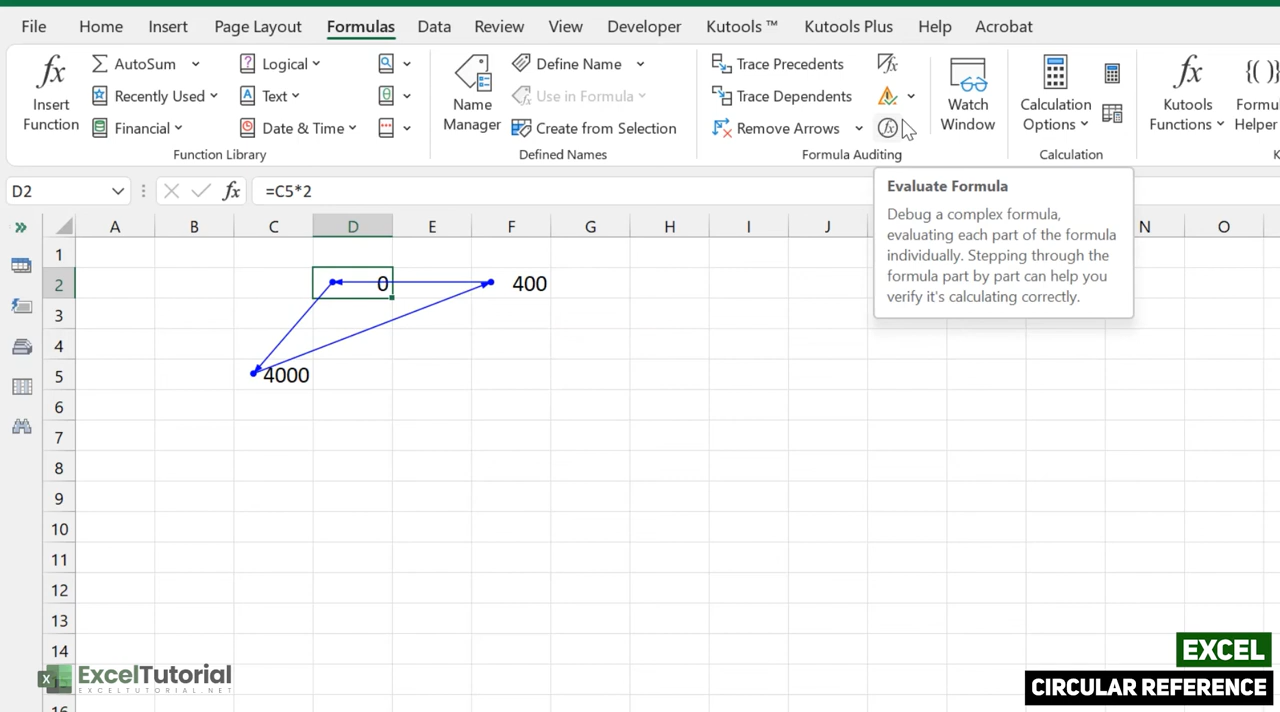 File Home Insert Page Layout Formulas Data Review View Developer Kutools ™ Kutools Plus Help Acrobat
fx
Insert
Function
AutoSum
Recently Used
Financial
Logical
Text
Date & Time
Function Library
Name
Manager
Define Name
Use in Formula
Create from Selection
Defined Names
Trace Precedents
Trace Dependents
Remove Arrows
Formula Auditing
Watch
Window
Calculation
Options
Calculation
fx
Kutools
Functions
{( )}
Formu
Helper
K
D2 fx =C5*2
Evaluate Formula
Debug a complex formula,
evaluating each part of the formula
individually. Stepping through the
formula part by part can help you
verify it's calculating correctly.
A B C D E F G H I J N O
1
2 0 400
3
4
5 4000
6
7
8
9
10
11
12
13
14
16
X ExcelTutorial
EXCELTUTORIAL.NET
EXCEL
CIRCULAR REFERENCE